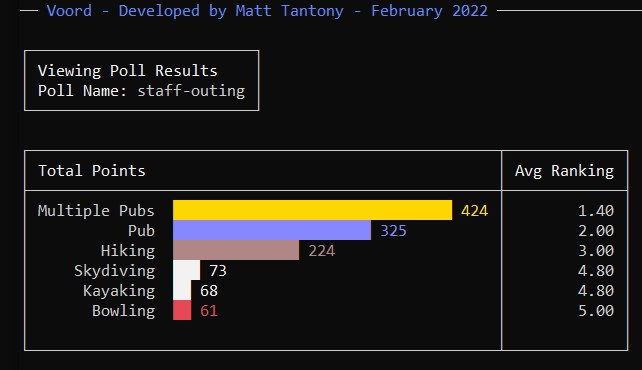 Voord - Developed by Matt Tantony - February 2022
Viewing Poll Results
Poll Name: staff-outing
Total Points Avg Ranking
Multiple Pubs 424 1.40
Pub 325 2.00
Hiking 224 3.00
Skydiving 73 4.80
Kayaking 68 4.80
Bowling 61 5.00